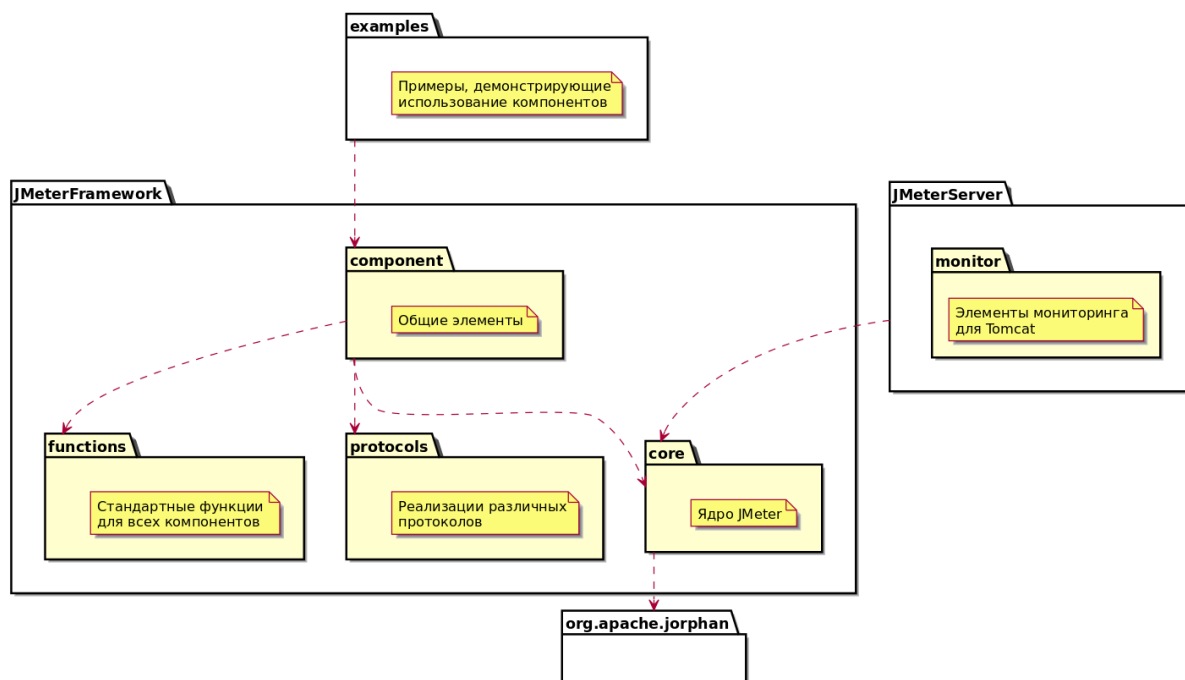 examples
Примеры, демонстрирующие
использование компонентов
JMeterFramework
JMeterServer
component
Общие элементы
monitor
Элементы мониторинга
для Tomcat
functions
Стандартные функции
для всех компонентов
protocols
Реализации различных
протоколов
core
Ядро JMeter
org.apache.jorphan